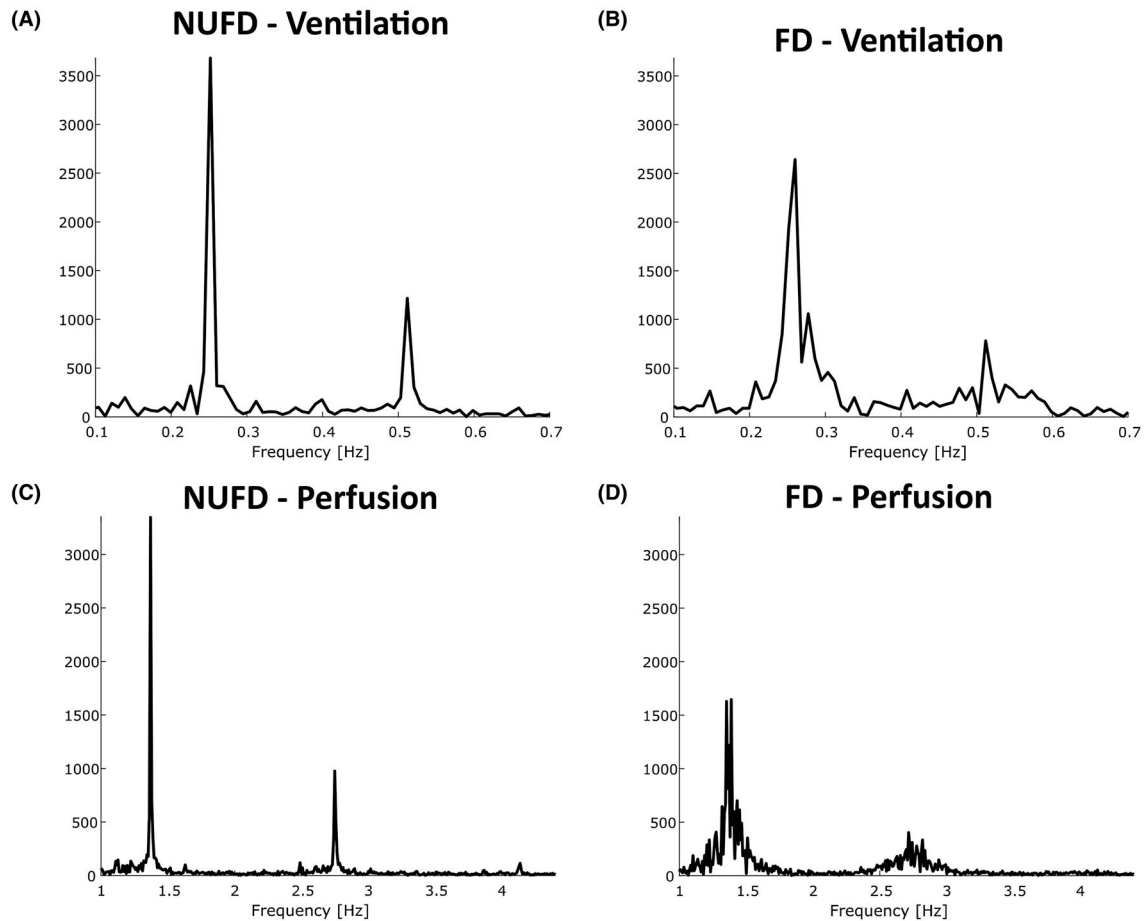 (A)
NUFD - Ventilation
3500
3000
2500
2000
1500
1000
500
0
0.1 0.2 0.3 0.4 0.5 0.6 0.7
Frequency [Hz]
(B)
FD - Ventilation
3500
3000
2500
2000
1500
1000
500
0
0.1 0.2 0.3 0.4 0.5 0.6 0.7
Frequency [Hz]
(C)
NUFD - Perfusion
3000
2500
2000
1500
1000
500
0
1 1.5 2 2.5 3 3.5 4
Frequency [Hz]
(D)
FD - Perfusion
3000
2500
2000
1500
1000
500
0
1 1.5 2 2.5 3 3.5 4
Frequency [Hz]